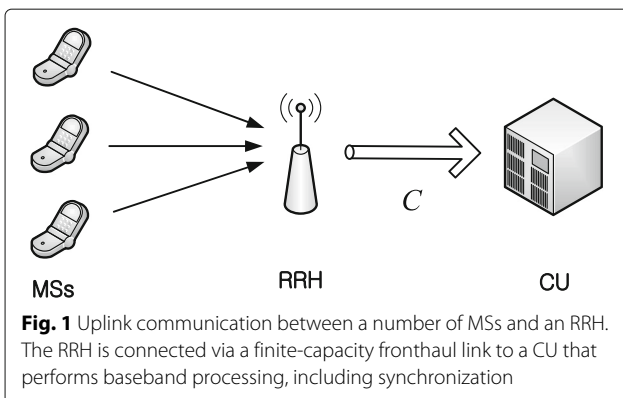 C
MSs
RRH
CU
Fig. 1 Uplink communication between a number of MSs and an RRH.
The RRH is connected via a finite-capacity fronthaul link to a CU that
performs baseband processing, including synchronization